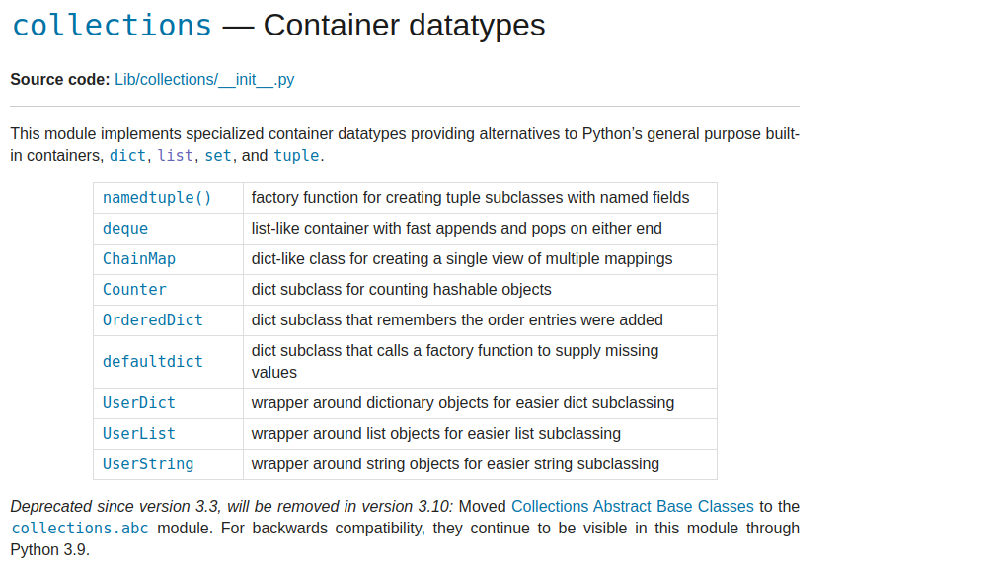 collections — Container datatypes
Source code: Lib/collections/__init__.py
This module implements specialized container datatypes providing alternatives to Python’s general purpose built-
in containers, dict, list, set, and tuple.
namedtuple() factory function for creating tuple subclasses with named fields
deque list-like container with fast appends and pops on either end
ChainMap dict-like class for creating a single view of multiple mappings
Counter dict subclass for counting hashable objects
OrderedDict dict subclass that remembers the order entries were added
defaultdict dict subclass that calls a factory function to supply missing
values
UserDict wrapper around dictionary objects for easier dict subclassing
UserList wrapper around list objects for easier list subclassing
UserString wrapper around string objects for easier string subclassing
Deprecated since version 3.3, will be removed in version 3.10: Moved Collections Abstract Base Classes to the
collections.abc module. For backwards compatibility, they continue to be visible in this module through
Python 3.9.